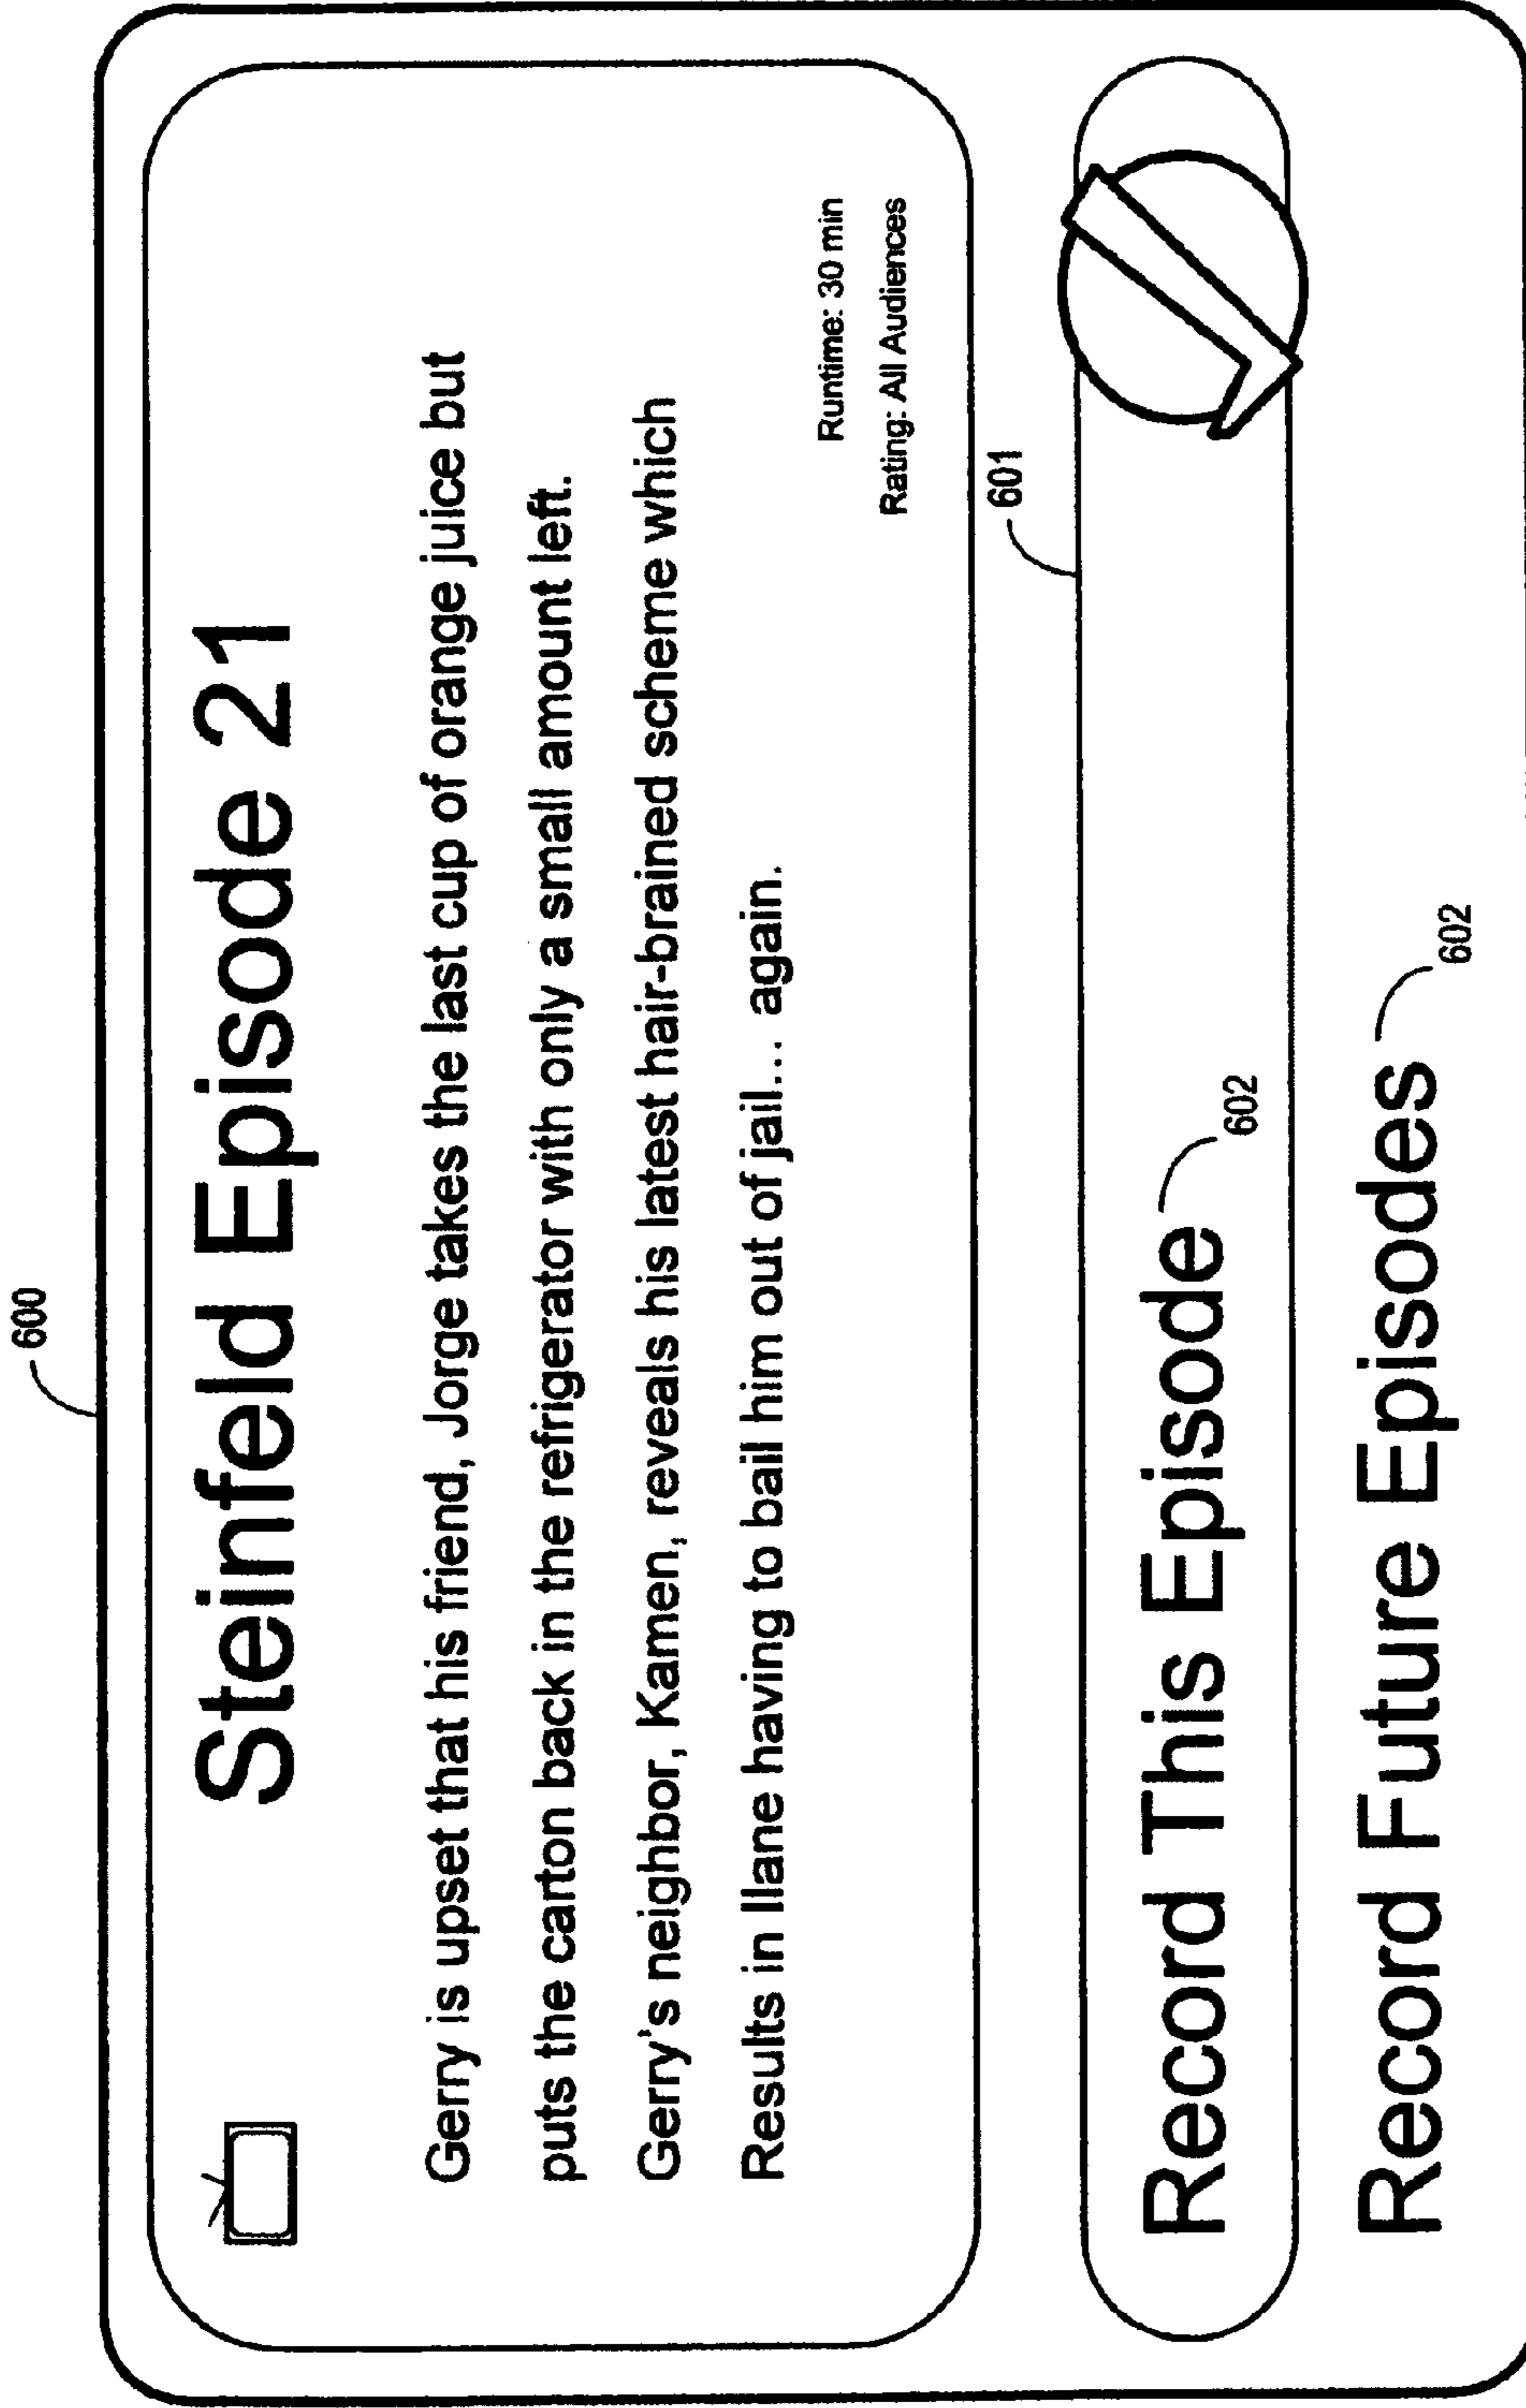 600
Steinfeld Episode 21
Gerry is upset that his friend, Jorge takes the last cup of orange juice but
puts the carton back in the refrigerator with only a small amount left.
Gerry's neighbor, Kamen, reveals his latest hair-brained scheme which
Results in Ilane having to bail him out of jail... again.
Runtime: 30 min
Rating: All Audiences
601
Record This Episode
602
Record Future Episodes
602